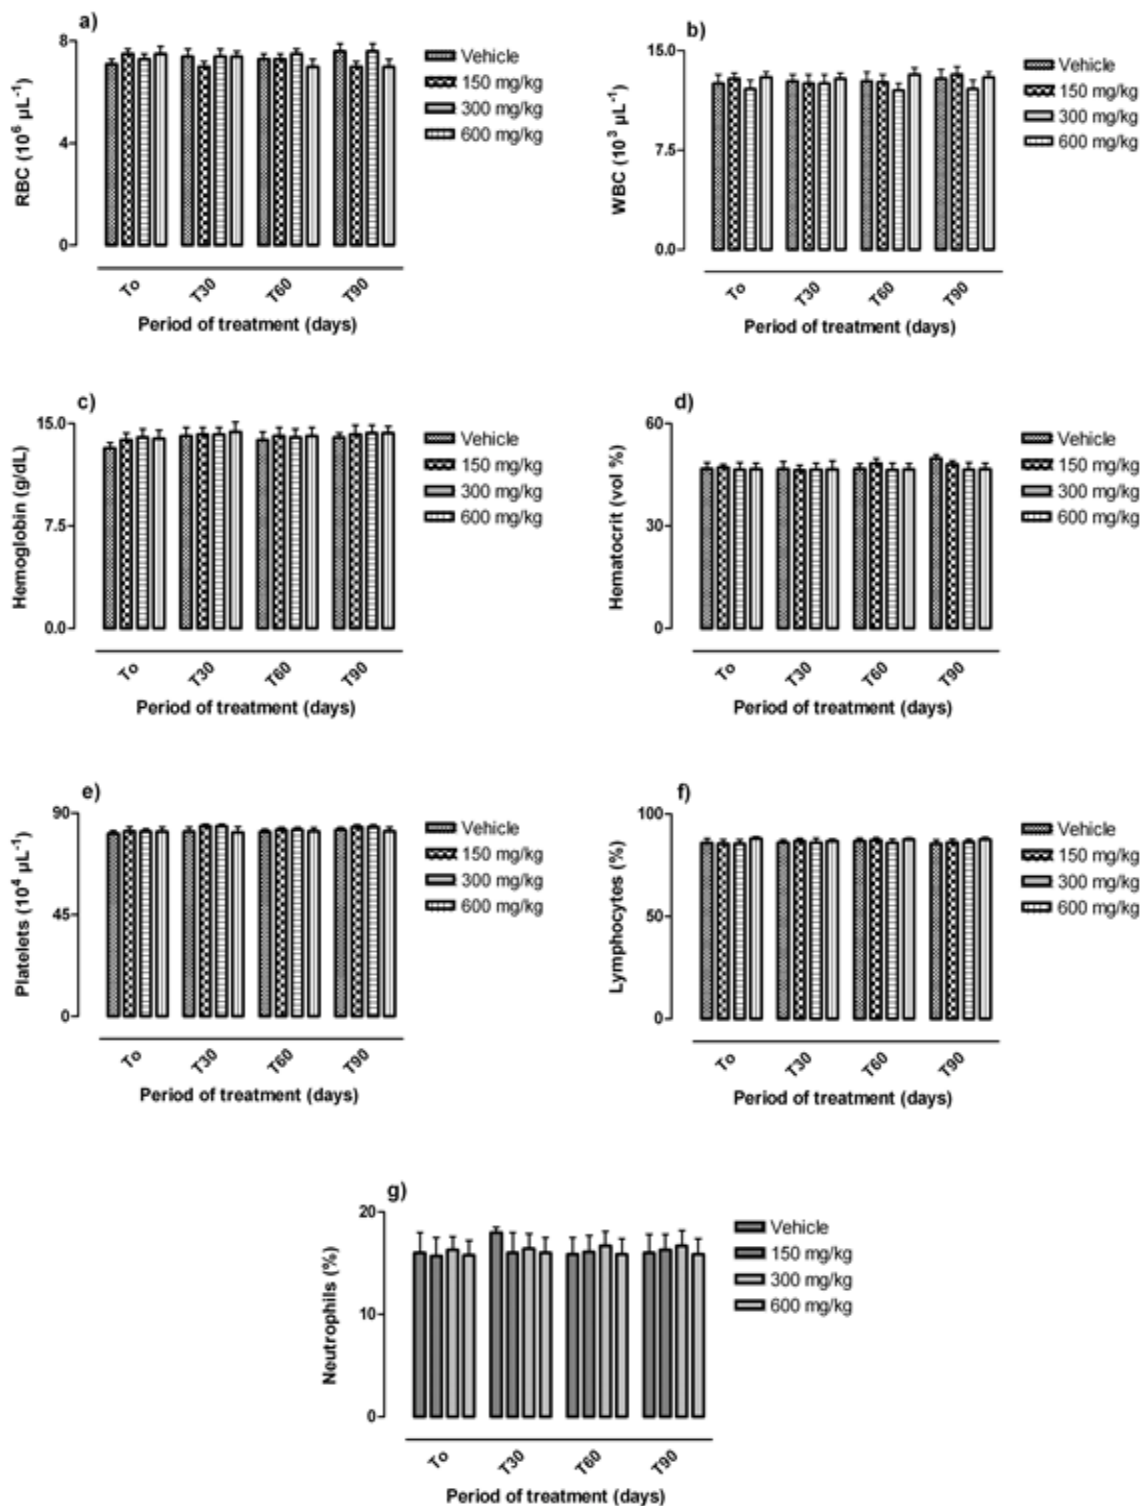 a)
RBC (10⁶ µL⁻¹)
8
4
0
To T30 T60 T90
Period of treatment (days)
Vehicle
150 mg/kg
300 mg/kg
600 mg/kg
b)
WBC (10³ µL⁻¹)
15.0
7.5
0.0
To T30 T60 T90
Period of treatment (days)
Vehicle
150 mg/kg
300 mg/kg
600 mg/kg
c)
Hemoglobin (g/dL)
15.0
7.5
0.0
To T30 T60 T90
Period of treatment (days)
Vehicle
150 mg/kg
300 mg/kg
600 mg/kg
d)
Hematocrit (vol %)
60
30
0
To T30 T60 T90
Period of treatment (days)
Vehicle
150 mg/kg
300 mg/kg
600 mg/kg
e)
Platelets (10⁴ µL⁻¹)
90
45
0
To T30 T60 T90
Period of treatment (days)
Vehicle
150 mg/kg
300 mg/kg
600 mg/kg
f)
Lymphocytes (%)
100
50
0
To T30 T60 T90
Period of treatment (days)
Vehicle
150 mg/kg
300 mg/kg
600 mg/kg
g)
Neutrophils (%)
20
10
0
To T30 T60 T90
Period of treatment (days)
Vehicle
150 mg/kg
300 mg/kg
600 mg/kg